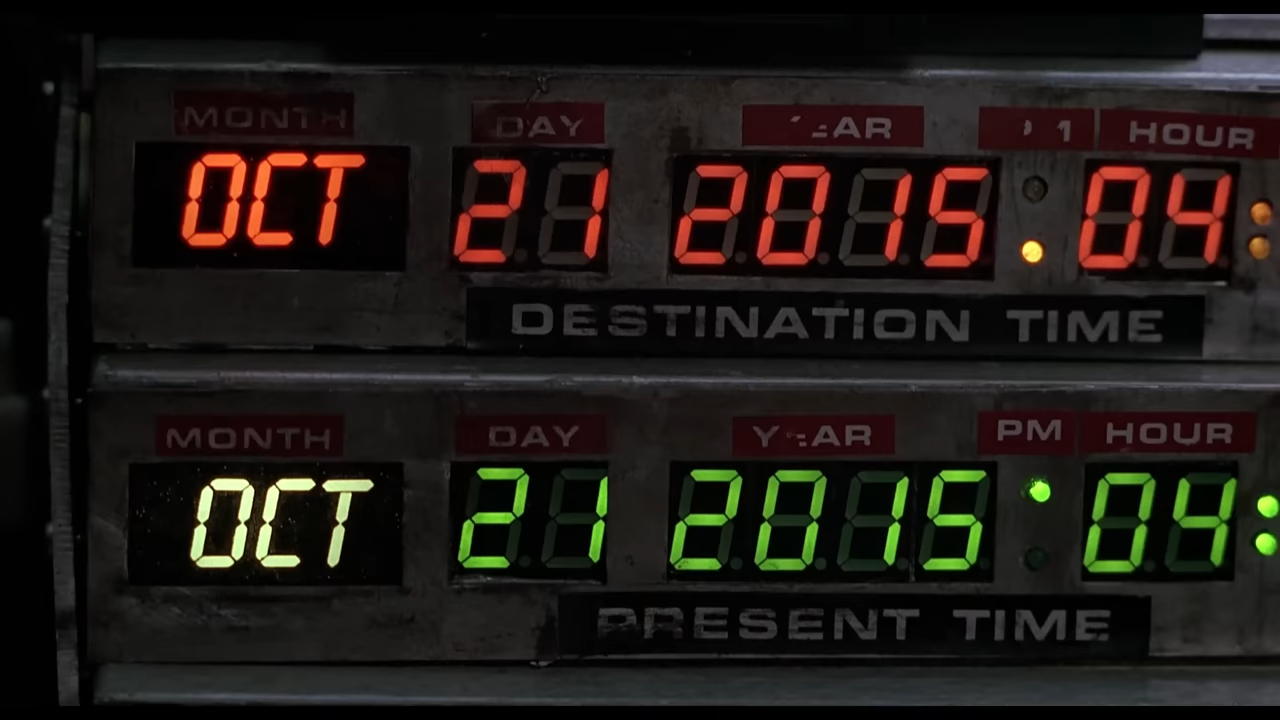 MONTH DAY HOUR
OCT 21 2015 04
DESTINATION TIME
MONTH DAY Y-AR PM HOUR
OCT 21 2015 04
PRESENT TIME